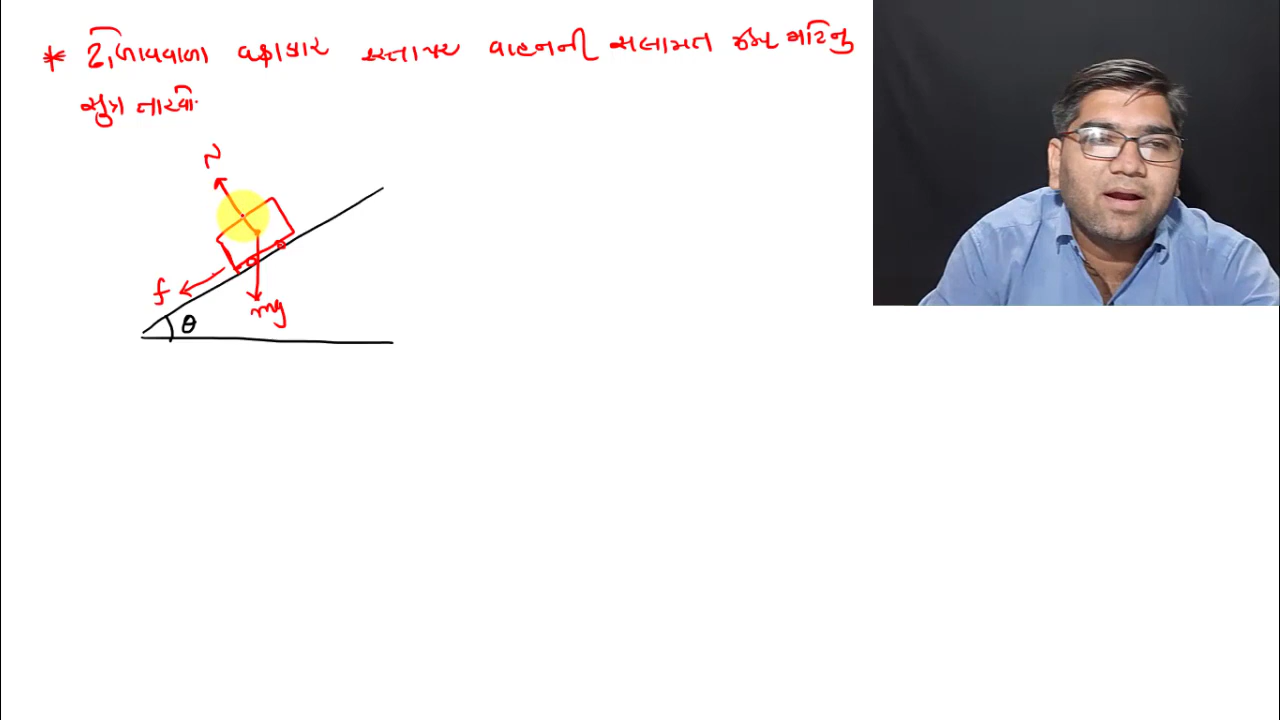 * ઢોળાવવાળા વક્રાકાર રસ્તા પર વાહનની સલામત ઝડપ માટેનુ
સુત્ર તારવો.
N
f
mg
θ